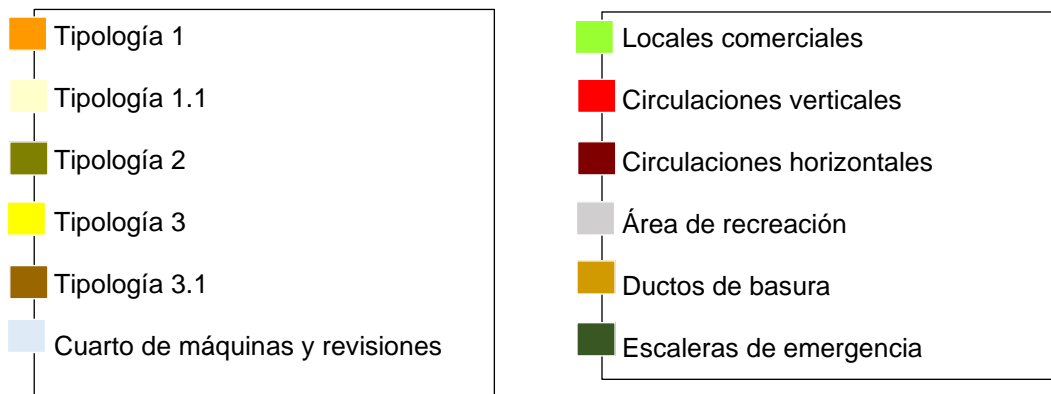 Tipología 1
Tipología 1.1
Tipología 2
Tipología 3
Tipología 3.1
Cuarto de máquinas y revisiones
Locales comerciales
Circulaciones verticales
Circulaciones horizontales
Área de recreación
Ductos de basura
Escaleras de emergencia